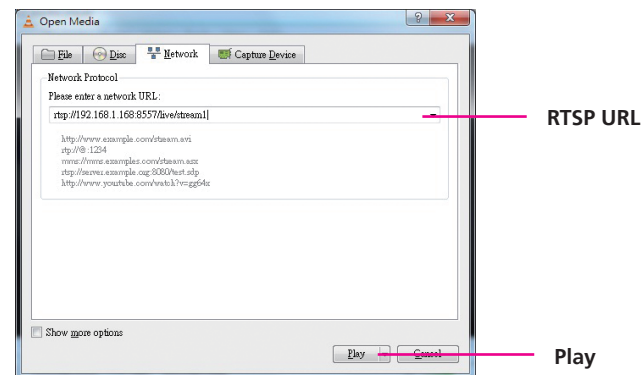 Open Media
File Disc Network Capture Device
Network Protocol
Please enter a network URL:
rtsp://192.168.1.168:8557/live/stream1
RTSP URL
http://www.example.com/stream.avi
rtp://@:1234
mms://mms.examples.com/stream.asx
rtsp://server.example.org:8080/test.sdp
http://www.yourtube.com/watch?v=gg64x
Show more options
Play Cancel
Play